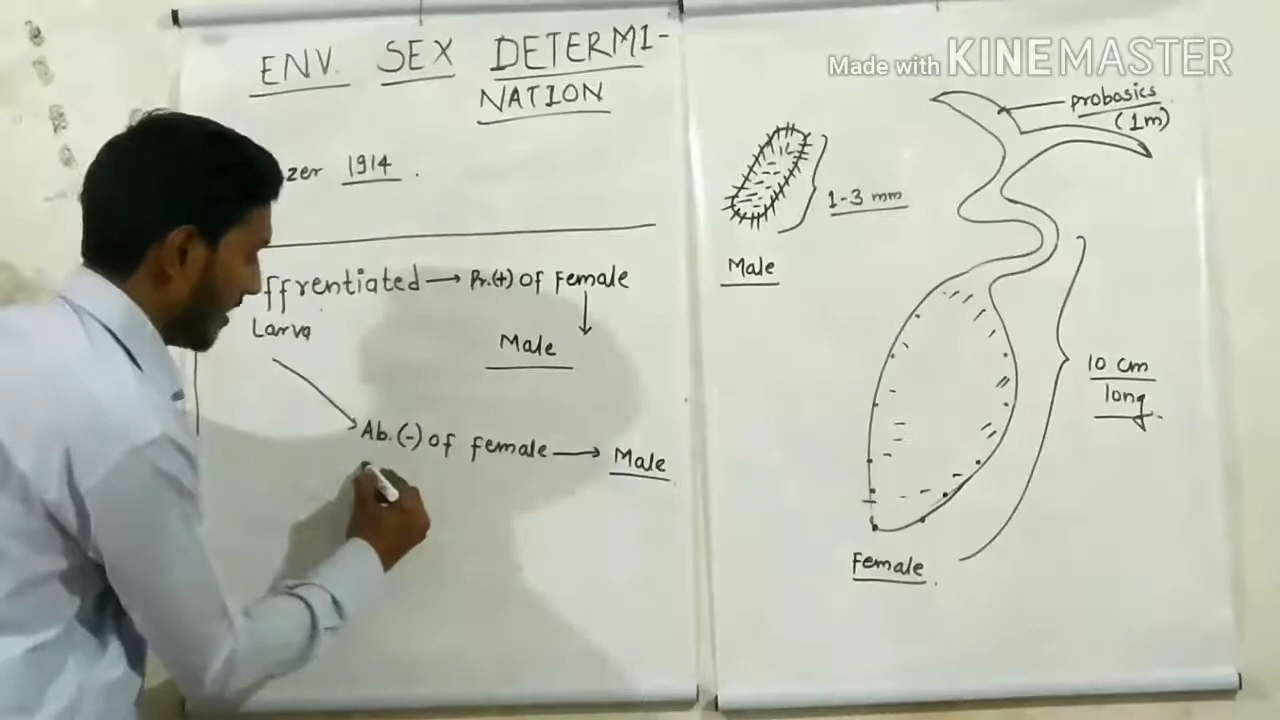 ENV. SEX DETERMI-
NATION
zer 1914 .
ffrentiated → Pr.(+) of Female
Larva
Male
Ab.(-) of female → Male
Made with KINEMASTER
probosics
(1m)
1-3 mm
Male
10 cm
long
Female